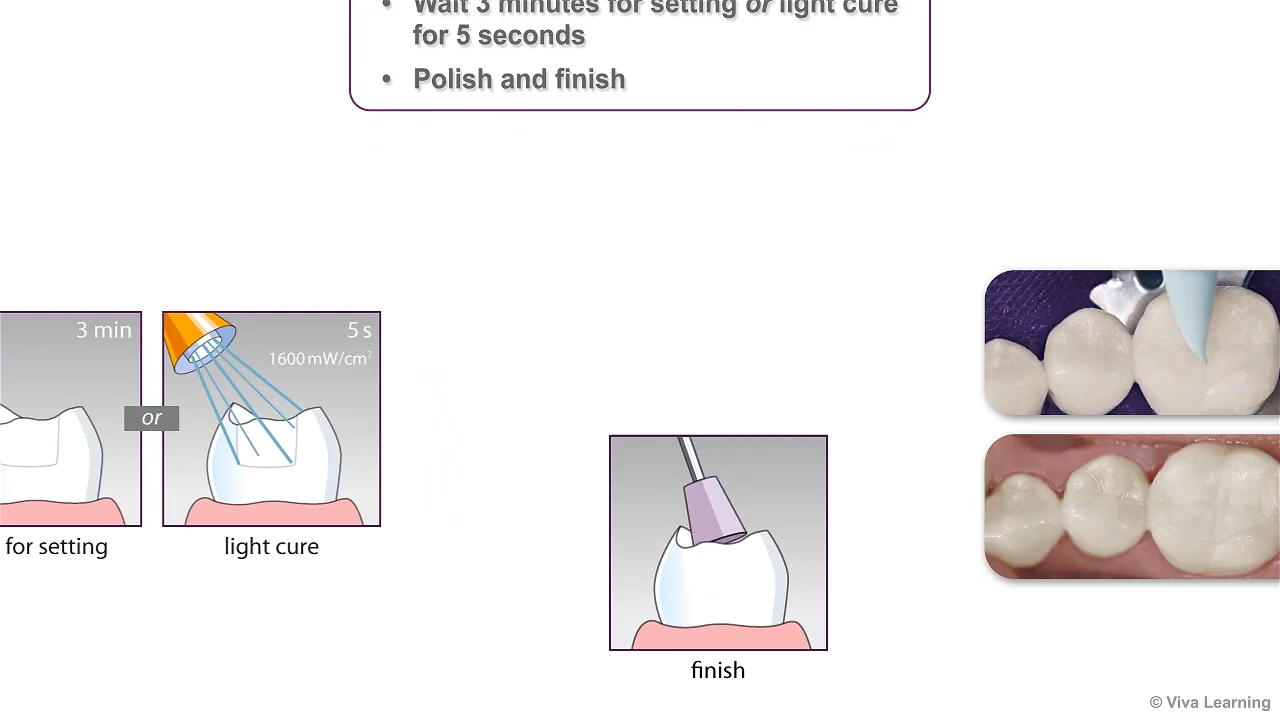 • Wait 3 minutes for setting or light cure
for 5 seconds
• Polish and finish
3 min
or
5 s
1600 mW/cm²
for setting
light cure
finish
© Viva Learning